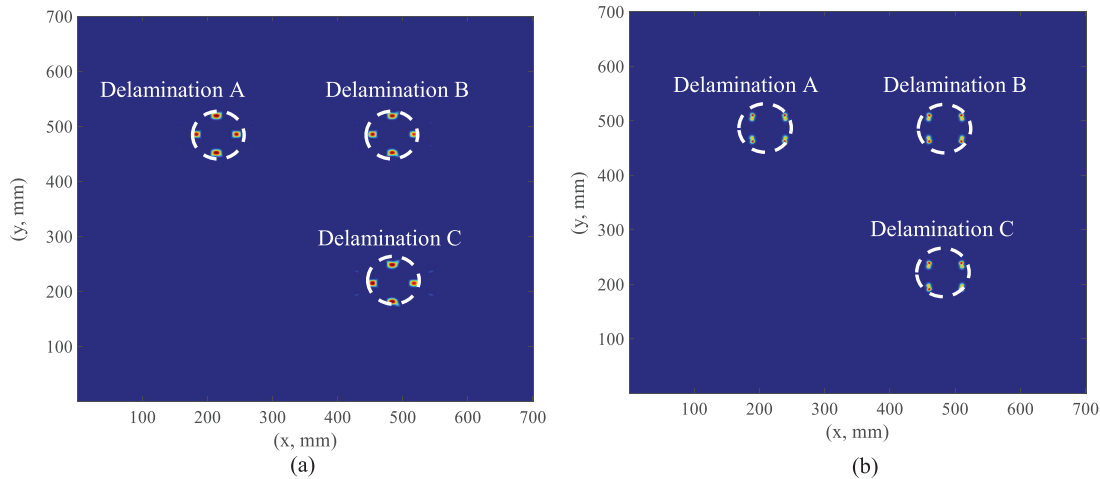 700
600
500
400
300
200
100
(y, mm)
Delamination A
Delamination B
Delamination C
100 200 300 400 500 600 700
(x, mm)
(a)
700
600
500
400
300
200
100
(y, mm)
Delamination A
Delamination B
Delamination C
100 200 300 400 500 600 700
(x, mm)
(b)